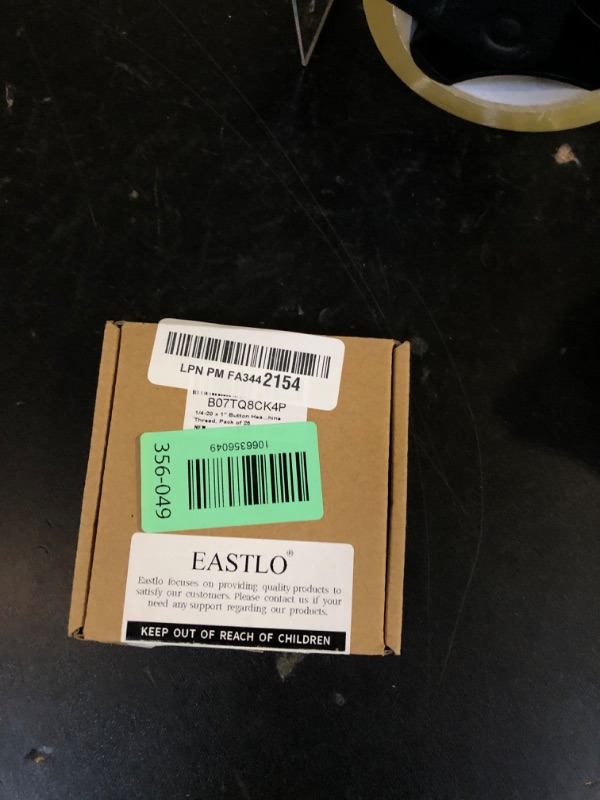 LPN PM FA3442154
B07TQ8CK4P
1/4-20 x 1" Button
Thread, Pack of 25
1066356049
356-049
EASTLO®
Eastlo focuses on providing quality products to
satisfy our customers. Please contact us if your
need any support regarding our products.
KEEP OUT OF REACH OF CHILDREN